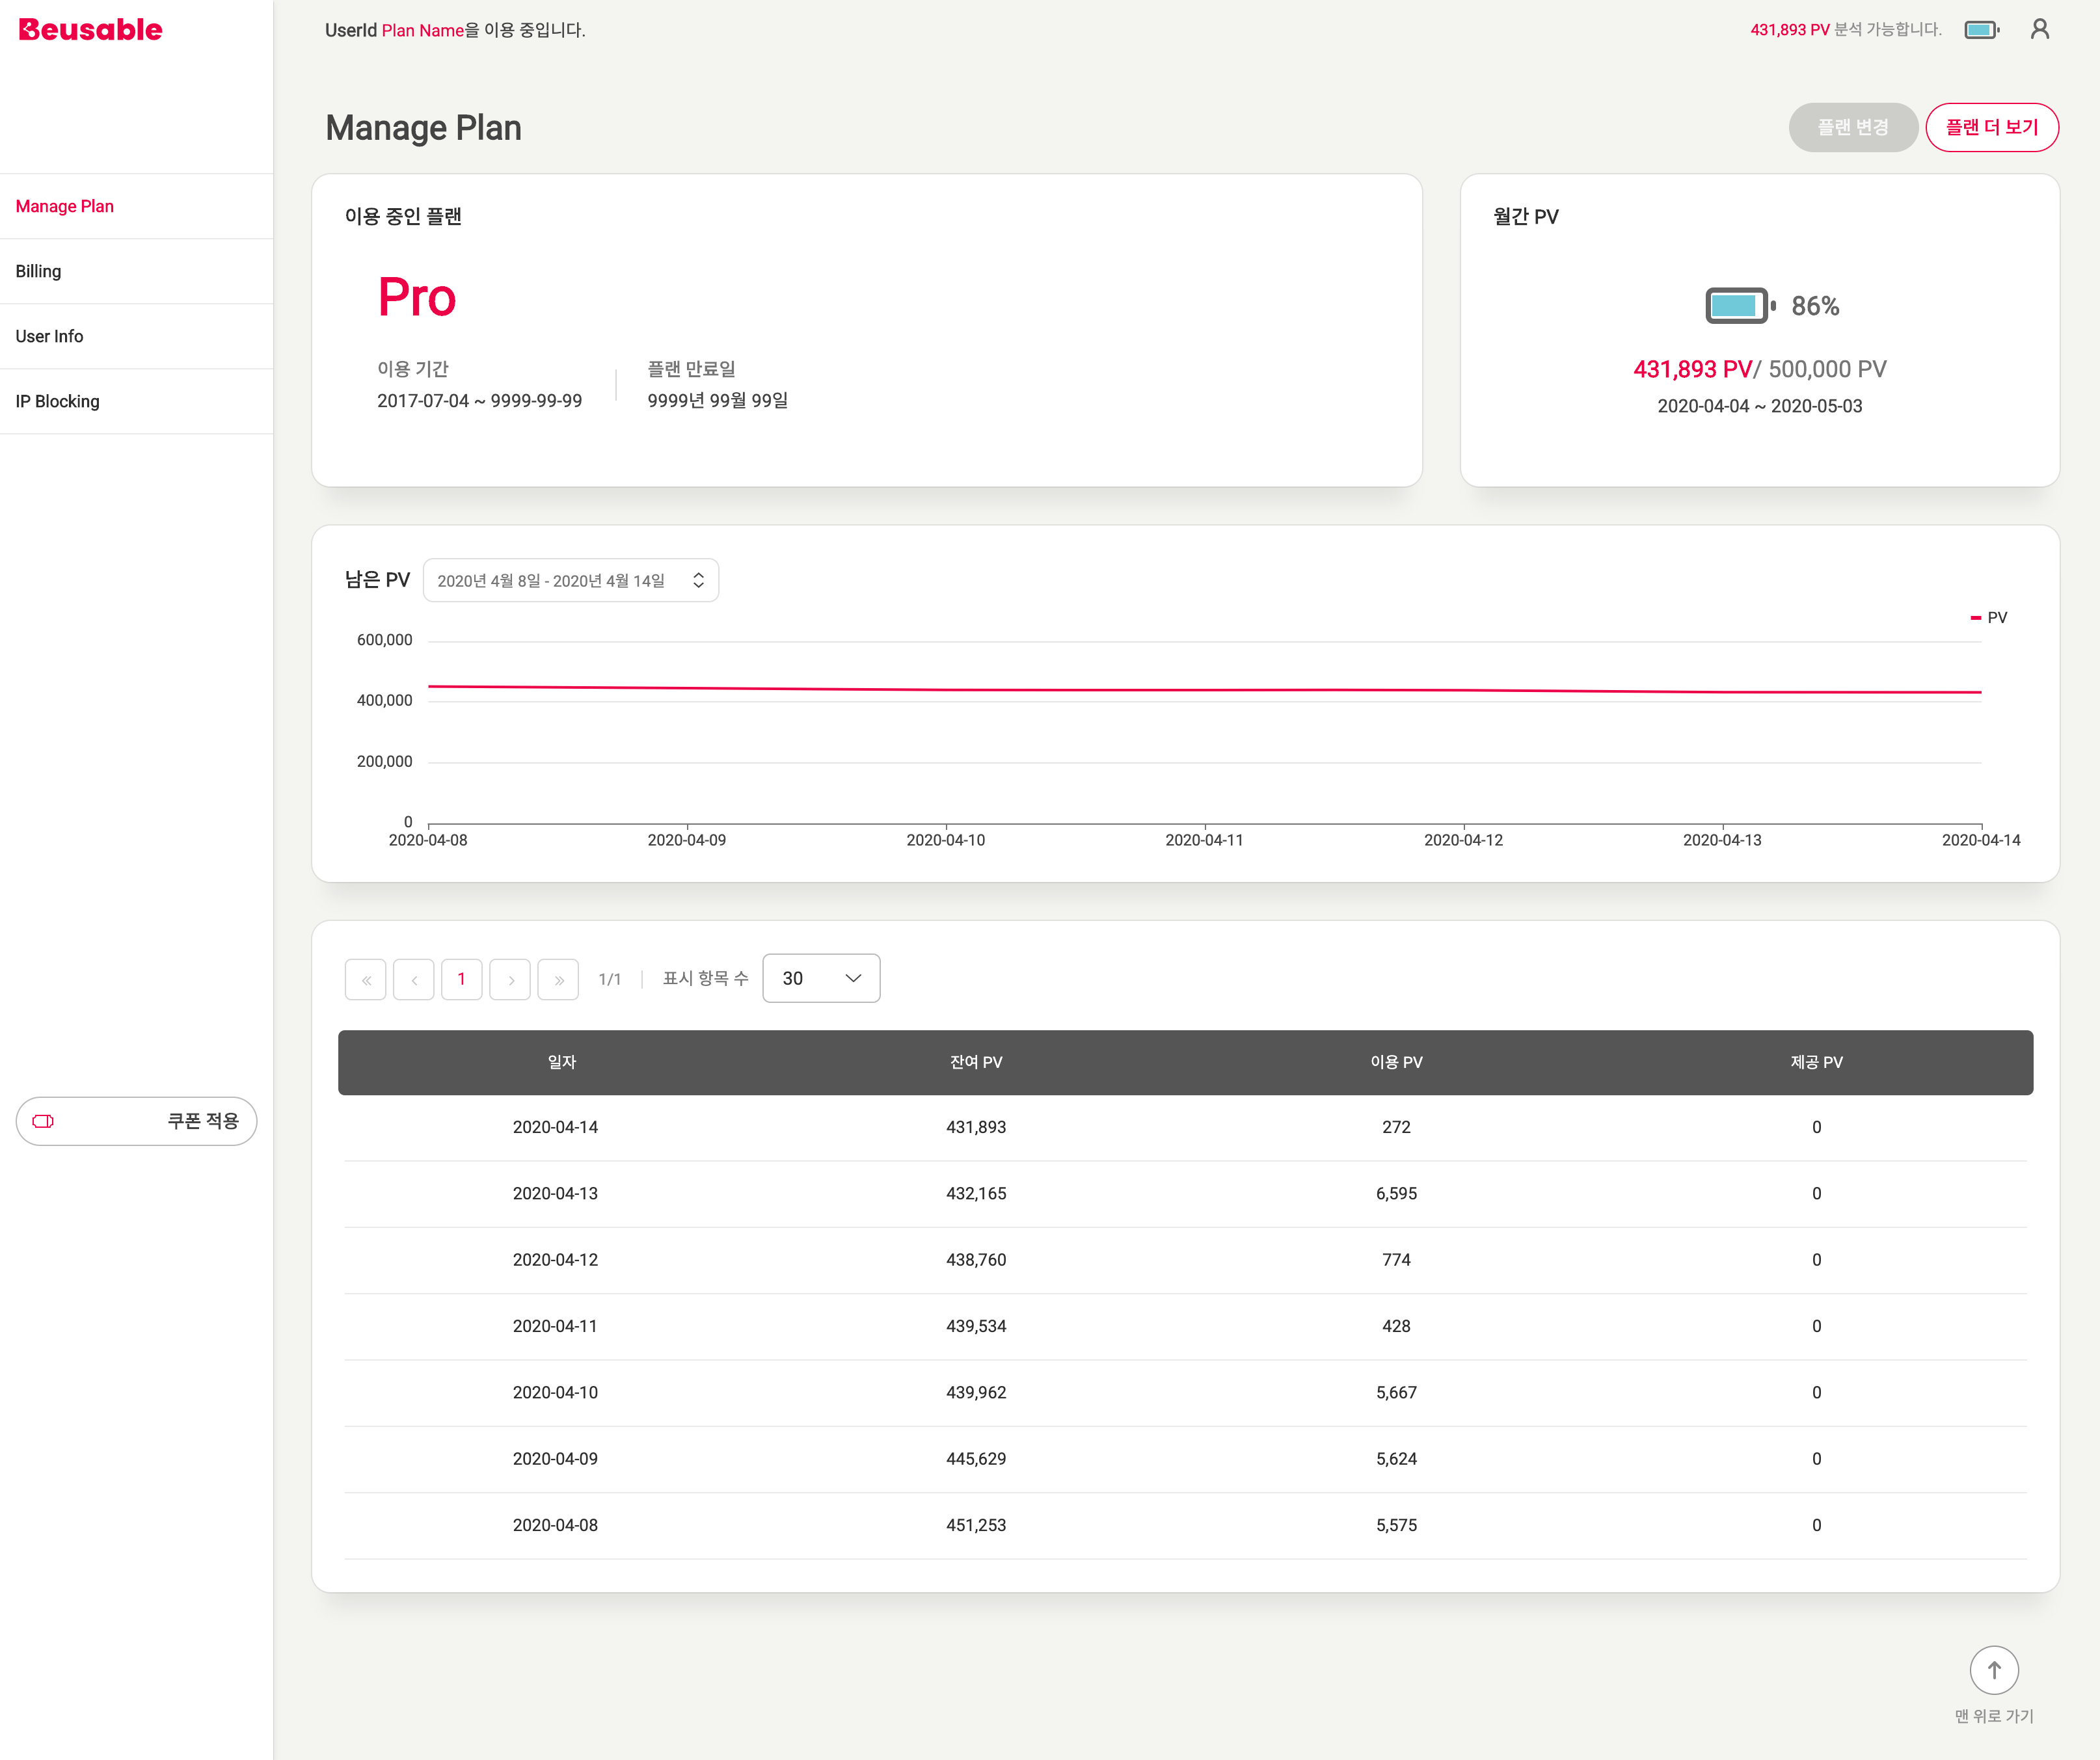 Beusable
UserId Plan Name을 이용 중입니다.
431,893 PV 분석 가능합니다.
Manage Plan
플랜 변경
플랜 더 보기
Manage Plan
Billing
User Info
IP Blocking
쿠폰 적용
이용 중인 플랜
Pro
이용 기간
2017-07-04 ~ 9999-99-99
플랜 만료일
9999년 99월 99일
월간 PV
86%
431,893 PV/ 500,000 PV
2020-04-04 ~ 2020-05-03
남은 PV
2020년 4월 8일 - 2020년 4월 14일
PV
600,000
400,000
200,000
0
2020-04-08 2020-04-09 2020-04-10 2020-04-11 2020-04-12 2020-04-13 2020-04-14
« ‹ 1 › » 1/1 표시 항목 수 30
일자 잔여 PV 이용 PV 제공 PV
2020-04-14 431,893 272 0
2020-04-13 432,165 6,595 0
2020-04-12 438,760 774 0
2020-04-11 439,534 428 0
2020-04-10 439,962 5,667 0
2020-04-09 445,629 5,624 0
2020-04-08 451,253 5,575 0
맨 위로 가기